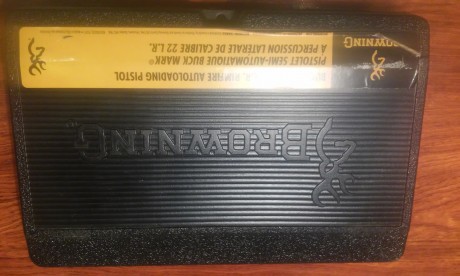 BROWNING
RIMFIRE AUTOLOADING PISTOL
PISTOLET SEMI-AUTOMATIQUE BUCK MARK®
A PERCUSSION LATERALE DE CALIBRE 22 L.R.
BROWNING